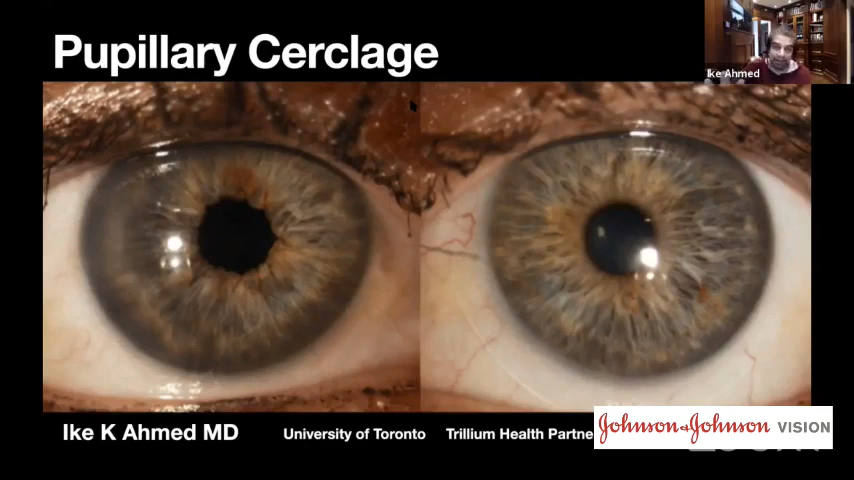 Pupillary Cerclage
Ike Ahmed
Ike K Ahmed MD
University of Toronto
Trillium Health Partne
Johnson & Johnson VISION